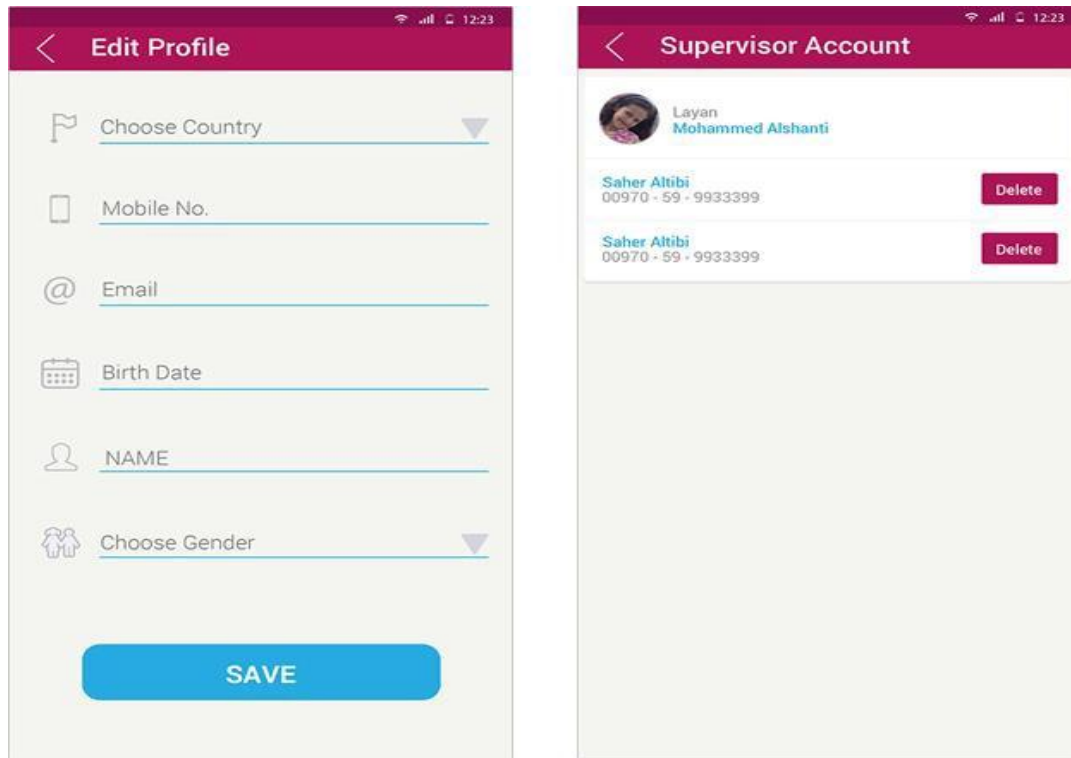 12:23
Edit Profile
Choose Country
Mobile No.
@ Email
Birth Date
NAME
Choose Gender
SAVE
12:23
Supervisor Account
Layan
Mohammed Alshanti
Saher Altibi
00970 - 59 - 9933399
Delete
Saher Altibi
00970 - 59 - 9933399
Delete